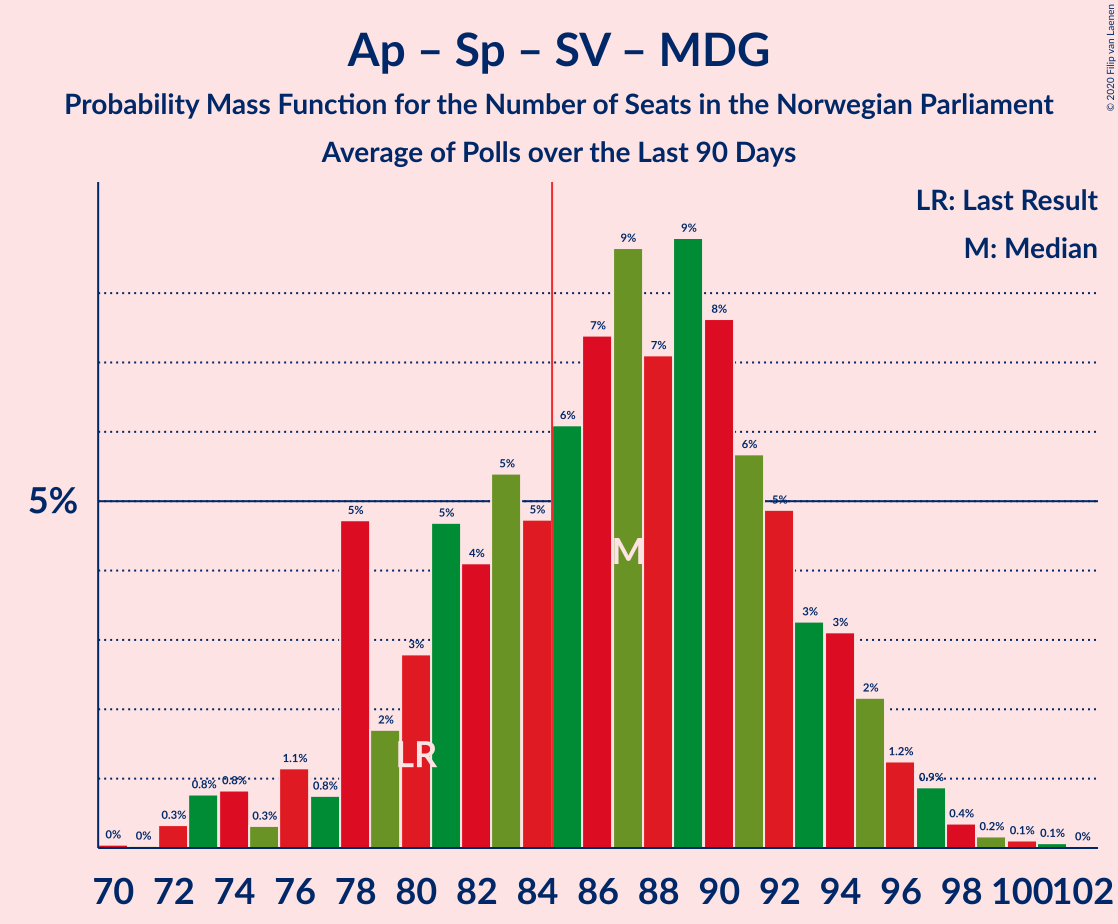 Ap – Sp – SV – MDG
Probability Mass Function for the Number of Seats in the Norwegian Parliament
Average of Polls over the Last 90 Days
© 2020 Filip van Laenen
LR: Last Result
M: Median
5%
0% 0% 0.3% 0.8% 0.8% 0.3% 1.1% 0.8% 5% 2% 3% 5% 4% 5% 5% 6% 7% 9% 7% 9% 8% 6% 5% 3% 3% 2% 1.2% 0.9% 0.4% 0.2% 0.1% 0.1% 0%
LR
M
70 72 74 76 78 80 82 84 86 88 90 92 94 96 98 100 102